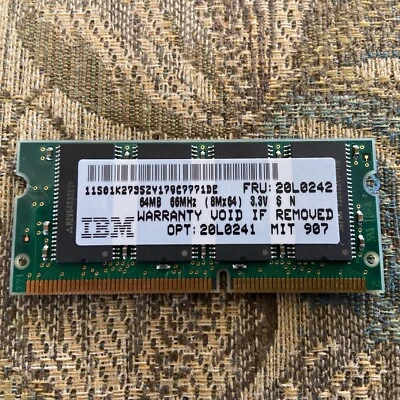 11S01K2735ZY179C7771DE FRU: 20L0242
64MB 66MHz (8Mx64) 3.3V S N
IBM WARRANTY VOID IF REMOVED
OPT: 20L0241 MIT 907